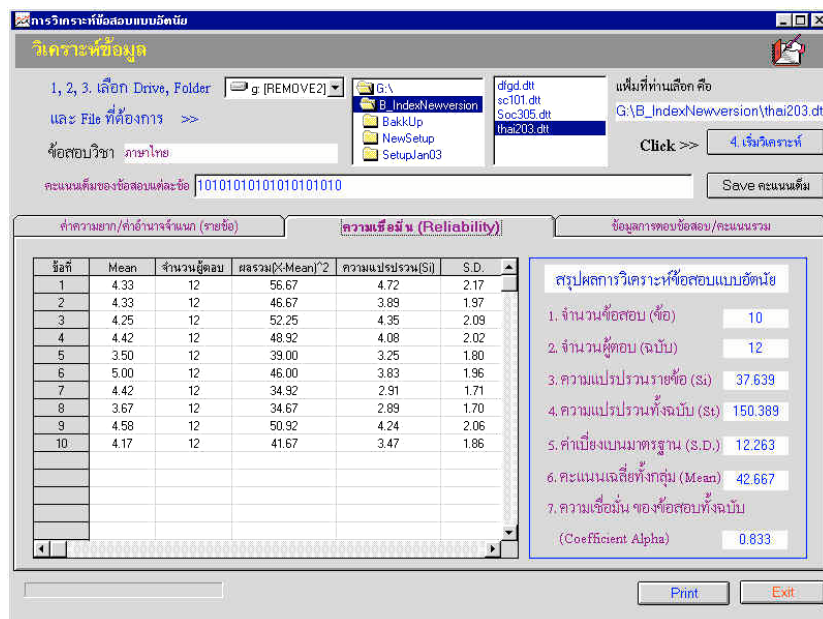 การวิเคราะห์ข้อสอบแบบอัตนัย
วิเคราะห์ข้อมูล
1, 2, 3. เลือก Drive, Folder
และ File ที่ต้องการ >>
g: [REMOVE2]
G:\
B_IndexNewversion
BakkUp
NewSetup
SetupJan03
dfgd.dtt
sc101.dtt
Soc305.dtt
thai203.dtt
แฟ้มที่ท่านเลือก คือ
G:\B_IndexNewversion\thai203.dt
Click >> 4. เริ่มวิเคราะห์
ข้อสอบวิชา ภาษาไทย
คะแนนเต็มของข้อสอบแต่ละข้อ 10101010101010101010 Save คะแนนเต็ม
ค่าความยาก/ค่าอำนาจจำแนก (รายข้อ) ความเชื่อมั่น (Reliability) ข้อมูลการตอบข้อสอบ/คะแนนรวม
ข้อที่ Mean จำนวนผู้ตอบ ผลรวม(X-Mean)^2 ความแปรปรวน(Si) S.D.
1 4.33 12 56.67 4.72 2.17
2 4.33 12 46.67 3.89 1.97
3 4.25 12 52.25 4.35 2.09
4 4.42 12 48.92 4.08 2.02
5 3.50 12 39.00 3.25 1.80
6 5.00 12 46.00 3.83 1.96
7 4.42 12 34.92 2.91 1.71
8 3.67 12 34.67 2.89 1.70
9 4.58 12 50.92 4.24 2.06
10 4.17 12 41.67 3.47 1.86
สรุปผลการวิเคราะห์ข้อสอบแบบอัตนัย
1. จำนวนข้อสอบ (ข้อ) 10
2. จำนวนผู้ตอบ (ฉบับ) 12
3. ความแปรปรวนรายข้อ (Si) 37.639
4. ความแปรปรวนทั้งฉบับ (St) 150.389
5. ค่าเบี่ยงเบนมาตรฐาน (S.D.) 12.263
6. คะแนนเฉลี่ยทั้งกลุ่ม (Mean) 42.667
7. ความเชื่อมั่น ของข้อสอบทั้งฉบับ
(Coefficient Alpha) 0.833
Print Exit